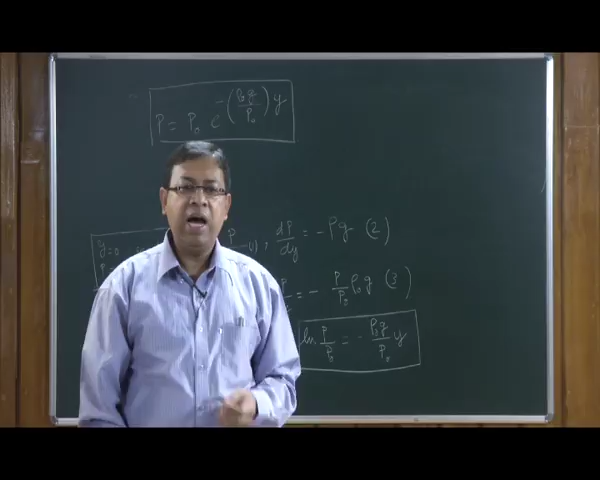 P = P₀ e^{-(ρ₀g/P₀)y}
y=0
dP/dy = -ρg (2)
= - P/P₀ ρ₀g (3)
ln P/P₀ = - ρ₀g/P₀ y